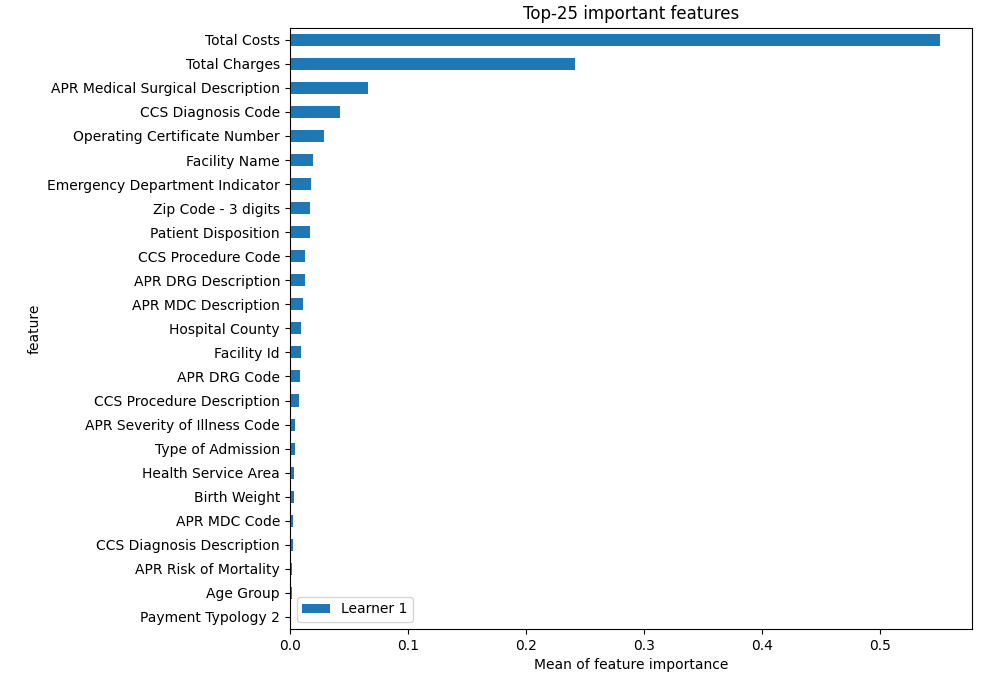 Top-25 important features
Total Costs
Total Charges
APR Medical Surgical Description
CCS Diagnosis Code
Operating Certificate Number
Facility Name
Emergency Department Indicator
Zip Code - 3 digits
Patient Disposition
CCS Procedure Code
APR DRG Description
APR MDC Description
Hospital County
Facility Id
APR DRG Code
CCS Procedure Description
APR Severity of Illness Code
Type of Admission
Health Service Area
Birth Weight
APR MDC Code
CCS Diagnosis Description
APR Risk of Mortality
Age Group
Payment Typology 2
feature
Learner 1
0.0 0.1 0.2 0.3 0.4 0.5
Mean of feature importance